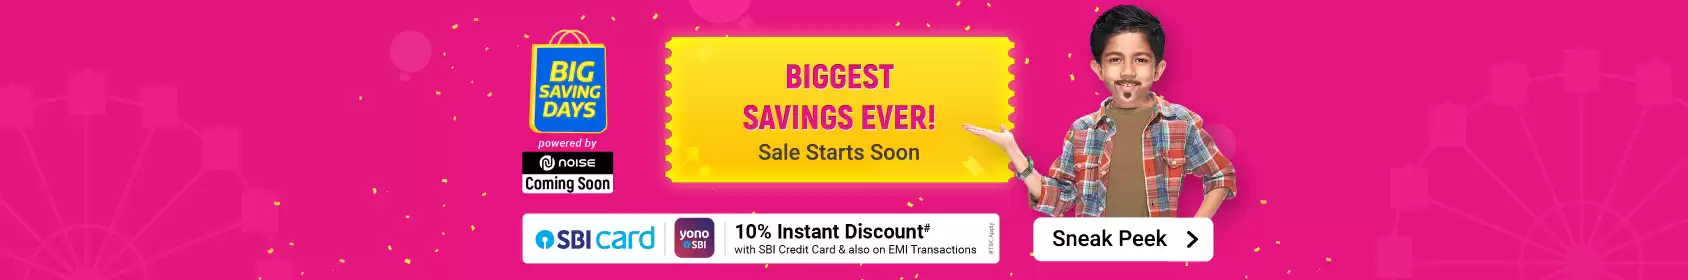 BIG
SAVING
DAYS
powered by
NOISE
Coming Soon
BIGGEST
SAVINGS EVER!
Sale Starts Soon
SBI card
yono
SBI
10% Instant Discount#
with SBI Credit Card & also on EMI Transactions
#T&C Apply
Sneak Peek